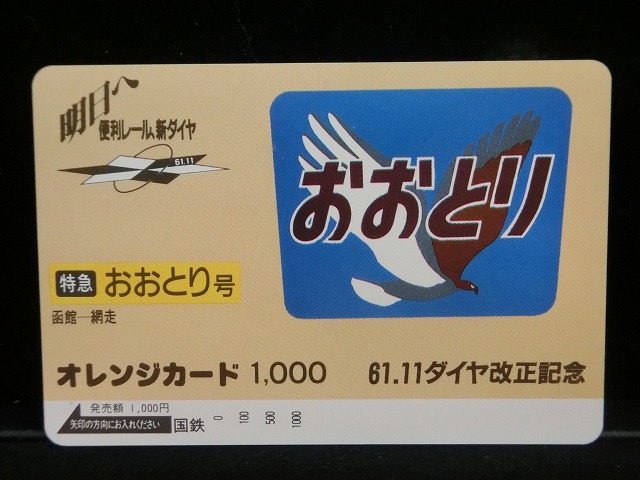 明日へ
便利レール、新ダイヤ
61.11
おおとり
特急 おおとり号
函館―網走
オレンジカード 1,000 61.11ダイヤ改正記念
発売額 1,000円
矢印の方向にお入れください 国鉄 0 100 500 1000